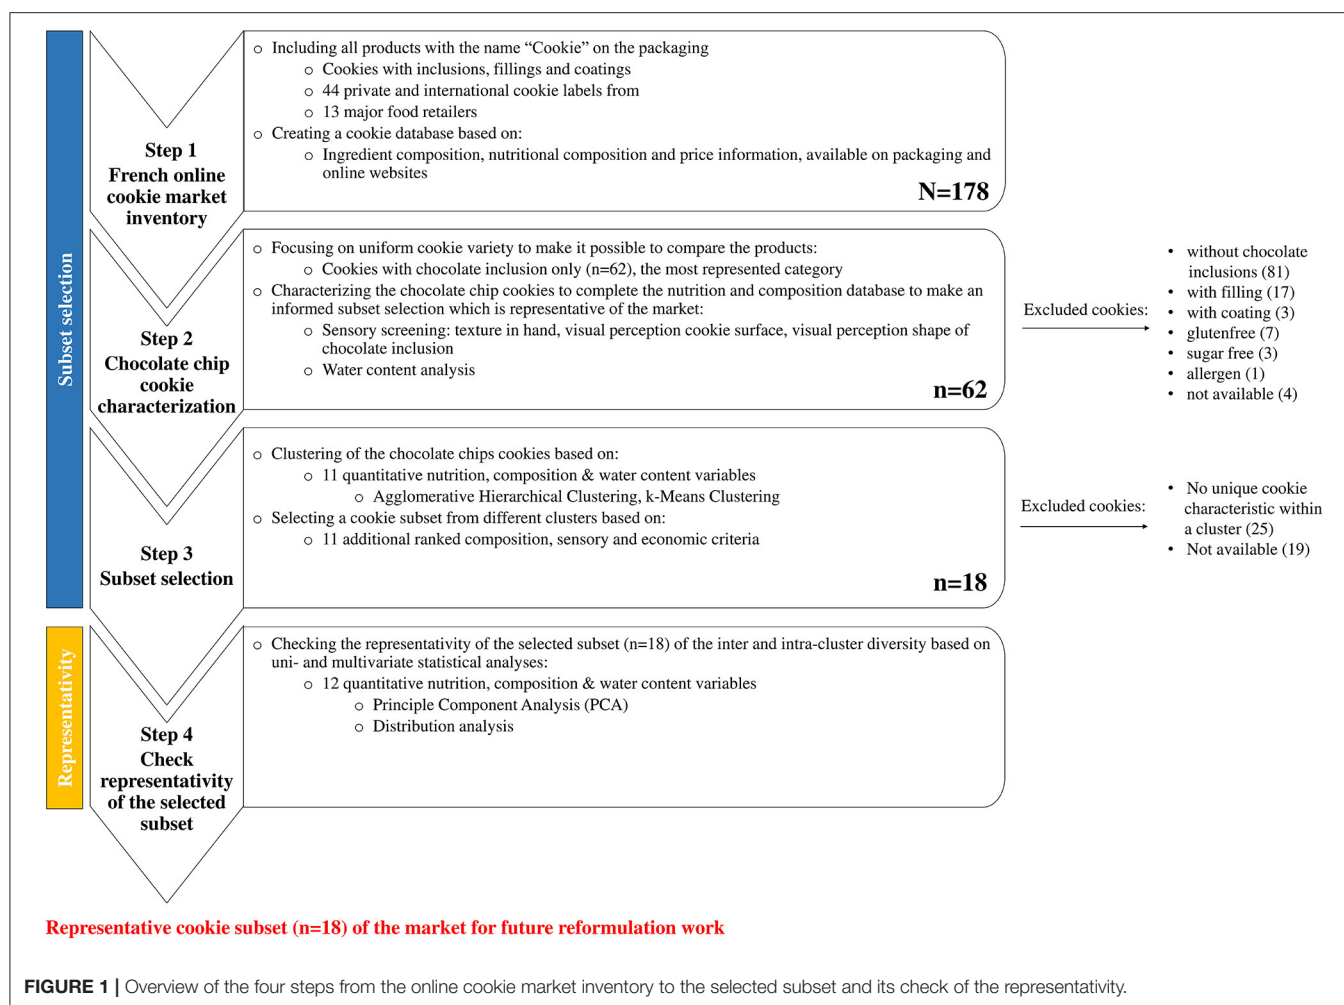 Subset selection
Step 1
French online
cookie market
inventory
o Including all products with the name “Cookie” on the packaging
o Cookies with inclusions, fillings and coatings
o 44 private and international cookie labels from
o 13 major food retailers
o Creating a cookie database based on:
o Ingredient composition, nutritional composition and price information, available on packaging and
online websites
N=178
Step 2
Chocolate chip
cookie
characterization
o Focusing on uniform cookie variety to make it possible to compare the products:
o Cookies with chocolate inclusion only (n=62), the most represented category
o Characterizing the chocolate chip cookies to complete the nutrition and composition database to make an
informed subset selection which is representative of the market:
o Sensory screening: texture in hand, visual perception cookie surface, visual perception shape of
chocolate inclusion
o Water content analysis
n=62
Excluded cookies:
• without chocolate
inclusions (81)
• with filling (17)
• with coating (3)
• glutenfree (7)
• sugar free (3)
• allergen (1)
• not available (4)
Step 3
Subset selection
o Clustering of the chocolate chips cookies based on:
o 11 quantitative nutrition, composition & water content variables
o Agglomerative Hierarchical Clustering, k-Means Clustering
o Selecting a cookie subset from different clusters based on:
o 11 additional ranked composition, sensory and economic criteria
n=18
Excluded cookies:
• No unique cookie
characteristic within
a cluster (25)
• Not available (19)
Representativity
Step 4
Check
representativity
of the selected
subset
o Checking the representativity of the selected subset (n=18) of the inter and intra-cluster diversity based on
uni- and multivariate statistical analyses:
o 12 quantitative nutrition, composition & water content variables
o Principle Component Analysis (PCA)
o Distribution analysis
Representative cookie subset (n=18) of the market for future reformulation work
FIGURE 1 | Overview of the four steps from the online cookie market inventory to the selected subset and its check of the representativity.